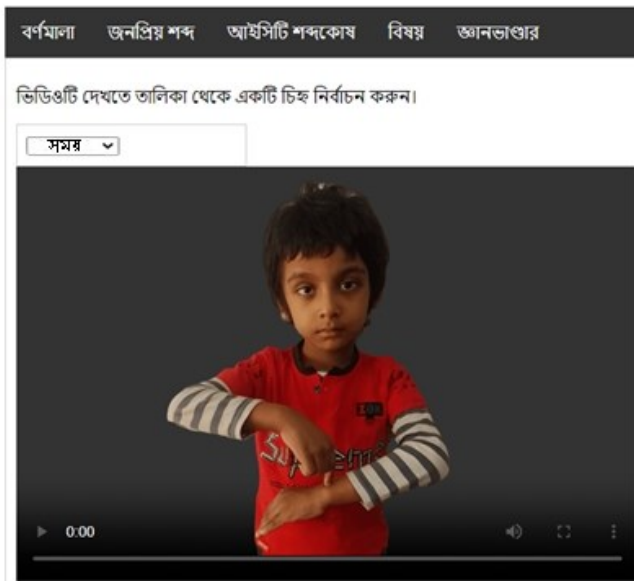 বর্ণমালা জনপ্রিয় শব্দ আইসিটি শব্দকোষ বিষয় জ্ঞানভাণ্ডার
ভিডিওটি দেখতে তালিকা থেকে একটি চিহ্ন নির্বাচন করুন।
সময়
0:00